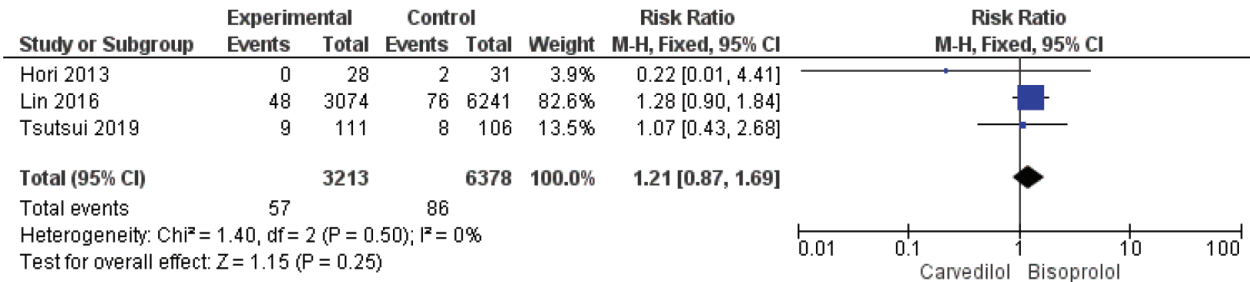 Experimental Control Risk Ratio Risk Ratio
Study or Subgroup Events Total Events Total Weight M-H, Fixed, 95% CI M-H, Fixed, 95% CI
Hori 2013 0 28 2 31 3.9% 0.22 [0.01, 4.41]
Lin 2016 48 3074 76 6241 82.6% 1.28 [0.90, 1.84]
Tsutsui 2019 9 111 8 106 13.5% 1.07 [0.43, 2.68]
Total (95% CI) 3213 6378 100.0% 1.21 [0.87, 1.69]
Total events 57 86
Heterogeneity: Chi² = 1.40, df = 2 (P = 0.50); I² = 0%
Test for overall effect: Z = 1.15 (P = 0.25)
0.01 0.1 1 10 100
Carvedilol Bisoprolol